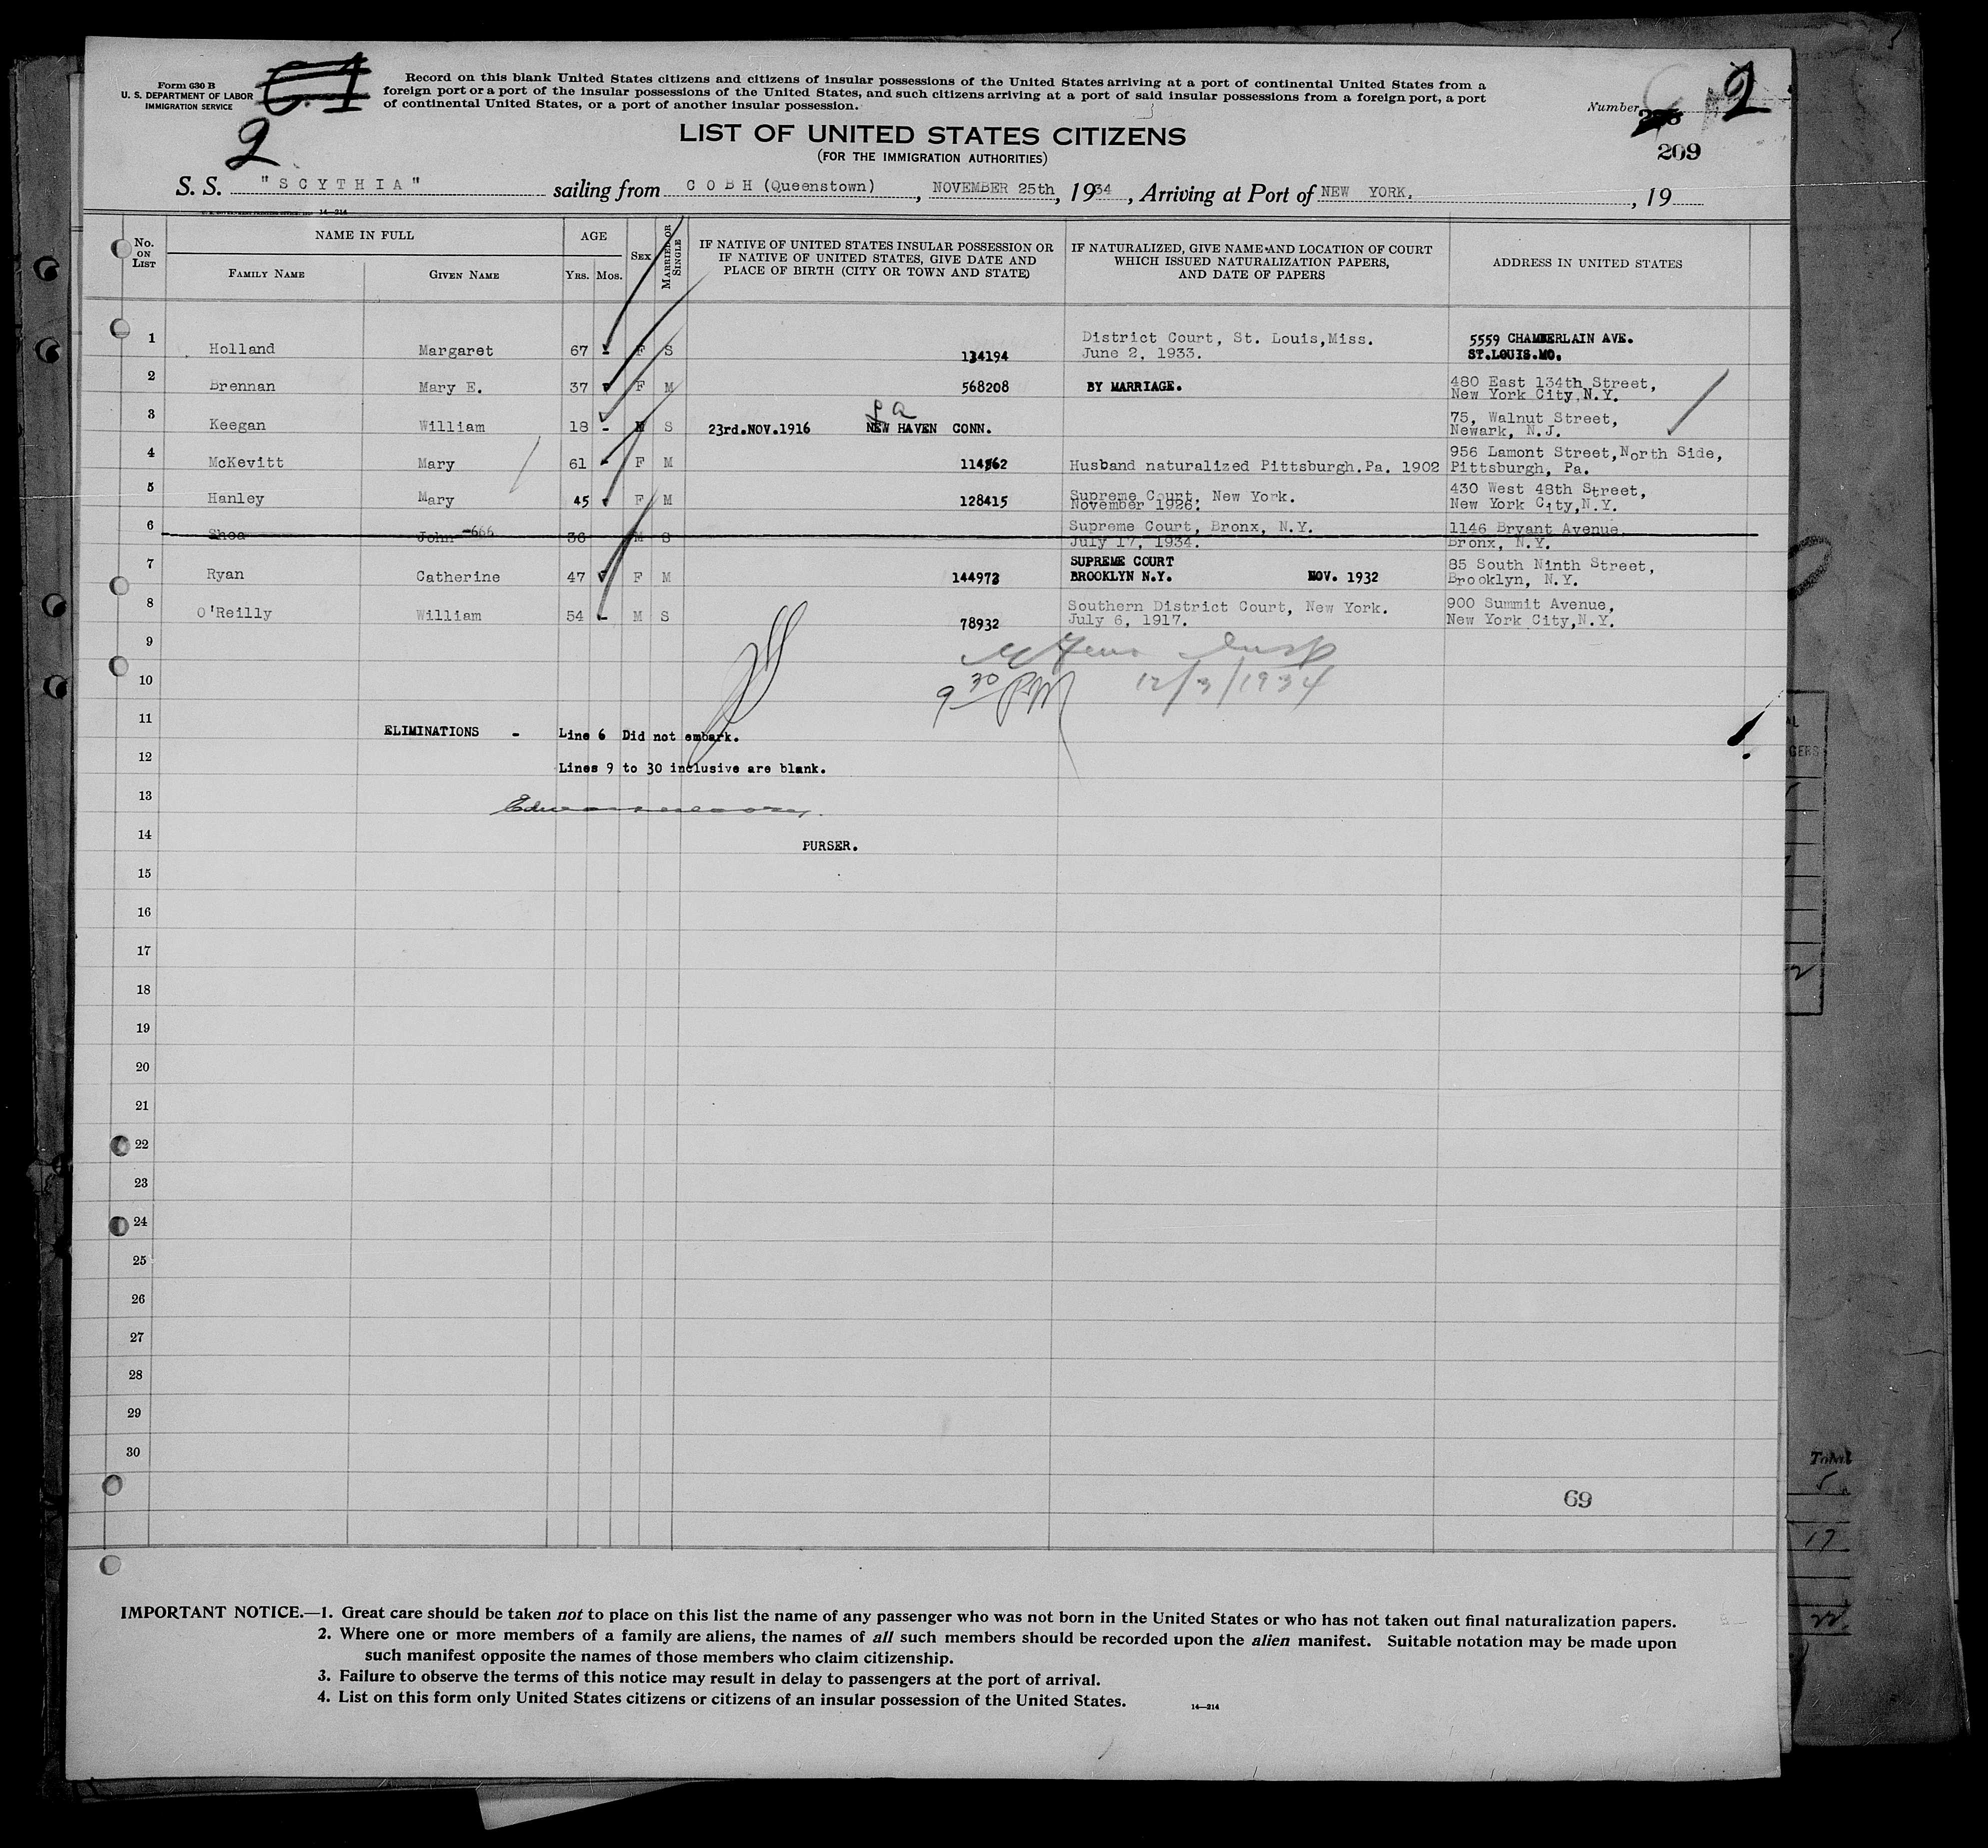 Form 630 B
U. S. DEPARTMENT OF LABOR
IMMIGRATION SERVICE
2
Record on this blank United States citizens and citizens of insular possessions of the United States arriving at a port of continental United States from a
foreign port or a port of the insular possessions of the United States, and such citizens arriving at a port of said insular possessions from a foreign port, a port
of continental United States, or a port of another insular possession.
Number 2
209
LIST OF UNITED STATES CITIZENS
(FOR THE IMMIGRATION AUTHORITIES)
S. S. "SCYTHIA" sailing from COBH (Queenstown), NOVEMBER 25th, 1934, Arriving at Port of NEW YORK., 19
14—214
No. ON LIST
NAME IN FULL
FAMILY NAME
GIVEN NAME
AGE
YRS. MOS.
SEX
MARRIED OR SINGLE
IF NATIVE OF UNITED STATES INSULAR POSSESSION OR
IF NATIVE OF UNITED STATES, GIVE DATE AND
PLACE OF BIRTH (CITY OR TOWN AND STATE)
IF NATURALIZED, GIVE NAME AND LOCATION OF COURT
WHICH ISSUED NATURALIZATION PAPERS,
AND DATE OF PAPERS
ADDRESS IN UNITED STATES
1 Holland Margaret 67 - F S 134194 District Court, St. Louis,Miss. 5559 CHAMBERLAIN AVE.
June 2, 1933. ST.LOUIS.MO.
2 Brennan Mary E. 37 F M 568208 BY MARRIAGE. 480 East 134th Street,
New York City,N.Y.
3 Keegan William 18 - M S 23rd.NOV.1916 NEW HAVEN CONN. 75, Walnut Street,
Newark, N.J.
4 McKevitt Mary 61 - F M 114862 Husband naturalized Pittsburgh.Pa. 1902 956 Lamont Street,North Side,
Pittsburgh, Pa.
5 Hanley Mary 45 F M 128415 Supreme Court, New York. 430 West 48th Street,
November 1926. New York City,N.Y.
6 Shea John -666 36 M S Supreme Court, Bronx, N.Y. 1146 Bryant Avenue,
July 17, 1934. Bronx, N.Y.
7 Ryan Catherine 47 F M 144973 SUPREME COURT 85 South Ninth Street,
BROOKLYN N.Y. NOV. 1932 Brooklyn, N.Y.
8 O'Reilly William 54 - M S 78932 Southern District Court, New York. 900 Summit Avenue,
July 6, 1917. New York City,N.Y.
9
10 9 30 PM 12/3/1934
11 ELIMINATIONS - Line 6 Did not embark.
12 Lines 9 to 30 inclusive are blank.
13
14 PURSER.
15
16
17
18
19
20
21
22
23
24
25
26
27
28
29
30
69
IMPORTANT NOTICE.—1. Great care should be taken not to place on this list the name of any passenger who was not born in the United States or who has not taken out final naturalization papers.
2. Where one or more members of a family are aliens, the names of all such members should be recorded upon the alien manifest. Suitable notation may be made upon
such manifest opposite the names of those members who claim citizenship.
3. Failure to observe the terms of this notice may result in delay to passengers at the port of arrival.
4. List on this form only United States citizens or citizens of an insular possession of the United States.
14—214
Total
5
17
22